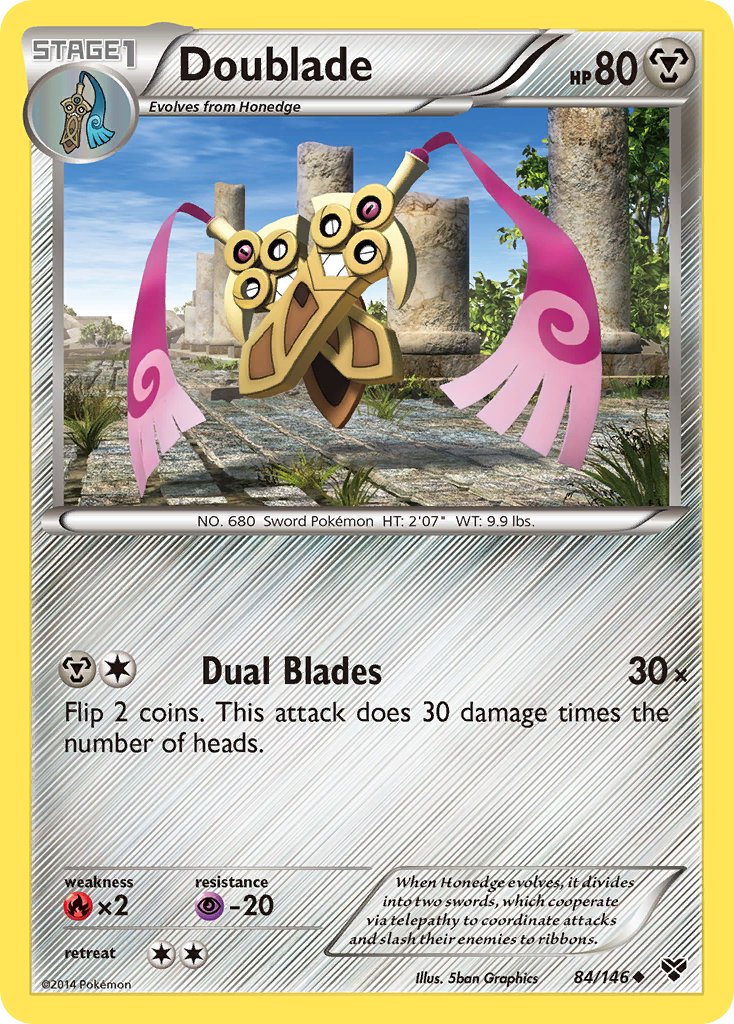 STAGE1
Doublade
HP80
Evolves from Honedge
NO. 680 Sword Pokémon HT: 2'07" WT: 9.9 lbs.
Dual Blades 30×
Flip 2 coins. This attack does 30 damage times the
number of heads.
weakness
×2
resistance
-20
When Honedge evolves, it divides
into two swords, which cooperate
via telepathy to coordinate attacks
and slash their enemies to ribbons.
retreat
©2014 Pokémon
Illus. 5ban Graphics
84/146